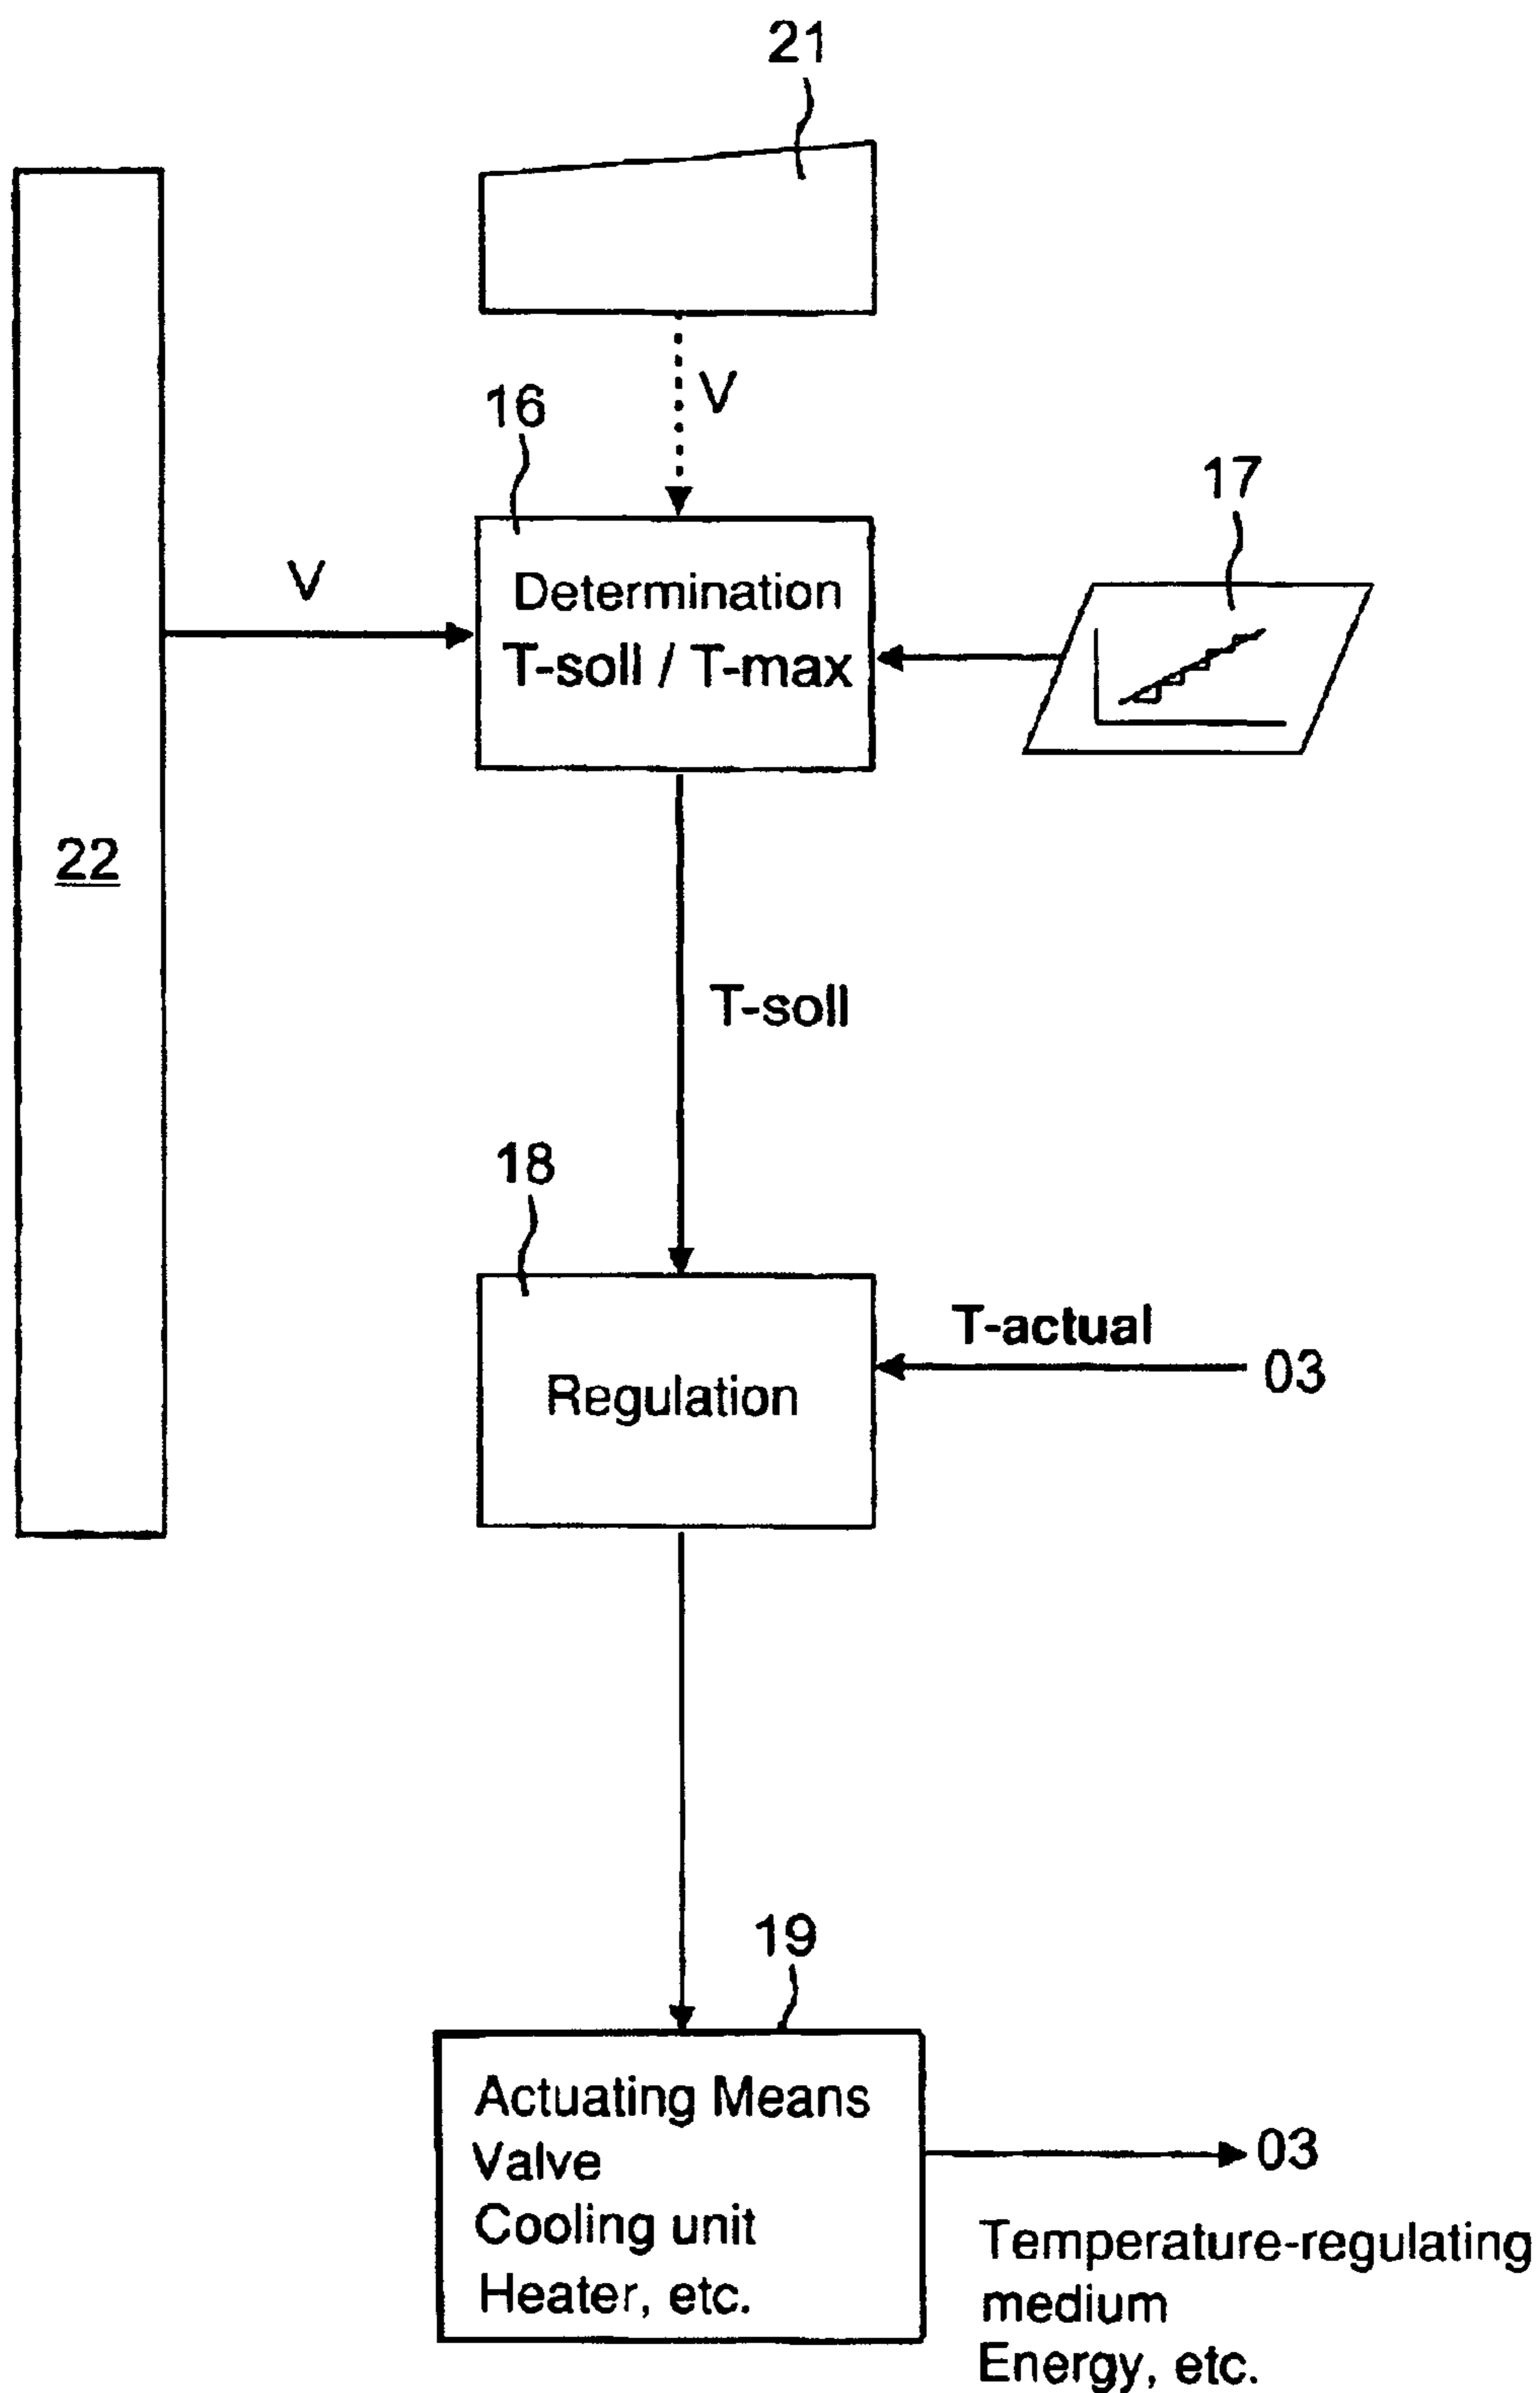 21
V
16
17
V
Determination
T-soll / T-max
22
T-soll
18
T-actual
03
Regulation
19
Actuating Means
Valve
Cooling unit
Heater, etc.
03
Temperature-regulating
medium
Energy, etc.